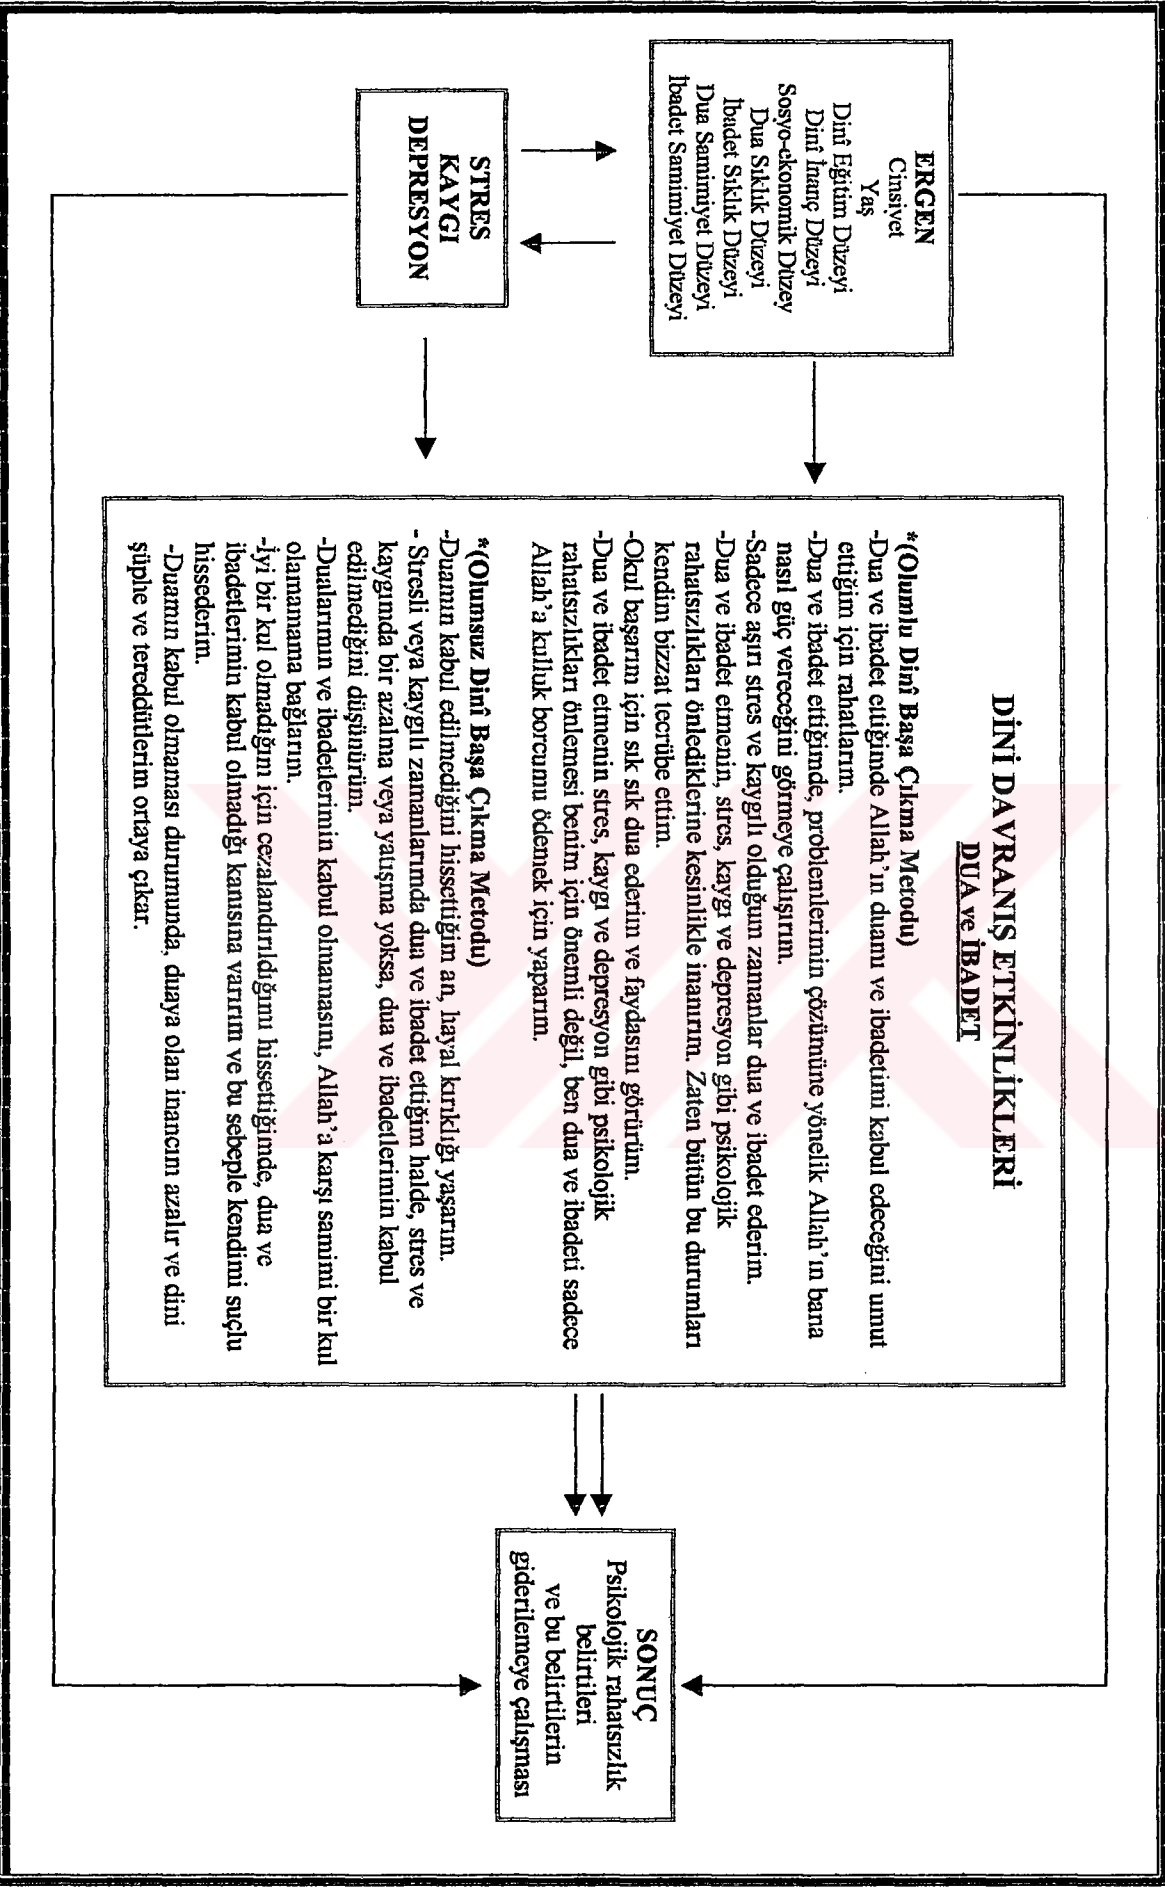 ERGEN
Cinsiyet
Yaş
Dinî Eğitim Düzeyi
Dinî İnanç Düzeyi
Sosyo-ekonomik Düzey
Dua Sıklık Düzeyi
İbadet Sıklık Düzeyi
Dua Samimiyet Düzeyi
İbadet Samimiyet Düzeyi
STRES
KAYGI
DEPRESYON
DİNİ DAVRANIŞ ETKİNLİKLERİ
DUA ve İBADET
*(Olumlu Dinî Başa Çıkma Metodu)
-Dua ve ibadet ettiğimde Allah’ın duamı ve ibadetimi kabul edeceğini umut
ettiğim için rahatlarım.
-Dua ve ibadet ettiğimde, problemlerimin çözümüne yönelik Allah’ın bana
nasıl güç vereceğini görmeye çalışırım.
-Sadece aşırı stres ve kaygılı olduğum zamanlar dua ve ibadet ederim.
-Dua ve ibadet etmenin, stres, kaygı ve depresyon gibi psikolojik
rahatsızlıkları önlediklerine kesinlikle inanırım. Zaten bütün bu durumları
kendim bizzat tecrübe ettim.
-Okul başarım için sık sık dua ederim ve faydasını görürüm.
-Dua ve ibadet etmenin stres, kaygı ve depresyon gibi psikolojik
rahatsızlıkları önlemesi benim için önemli değil, ben dua ve ibadeti sadece
Allah’a kulluk borcumu ödemek için yaparım.
*(Olumsuz Dinî Başa Çıkma Metodu)
-Duamın kabul edilmediğini hissettiğim an, hayal kırıklığı yaşarım.
- Stresli veya kaygılı zamanlarımda dua ve ibadet ettiğim halde, stres ve
kaygımda bir azalma veya yatışma yoksa, dua ve ibadetlerimin kabul
edilmediğini düşünürüm.
-Dualarımın ve ibadetlerimin kabul olmamasını, Allah’a karşı samimi bir kul
olamamama bağlarım.
-İyi bir kul olmadığım için cezalandırıldığımı hissettiğimde, dua ve
ibadetlerimin kabul olmadığı kanısına varırım ve bu sebeple kendimi suçlu
hissederim.
-Duamın kabul olmaması durumunda, duaya olan inancım azalır ve dini
şüphe ve tereddütlerim ortaya çıkar.
SONUÇ
Psikolojik rahatsızlık
belirtileri
ve bu belirtilerin
giderilemeye çalışması